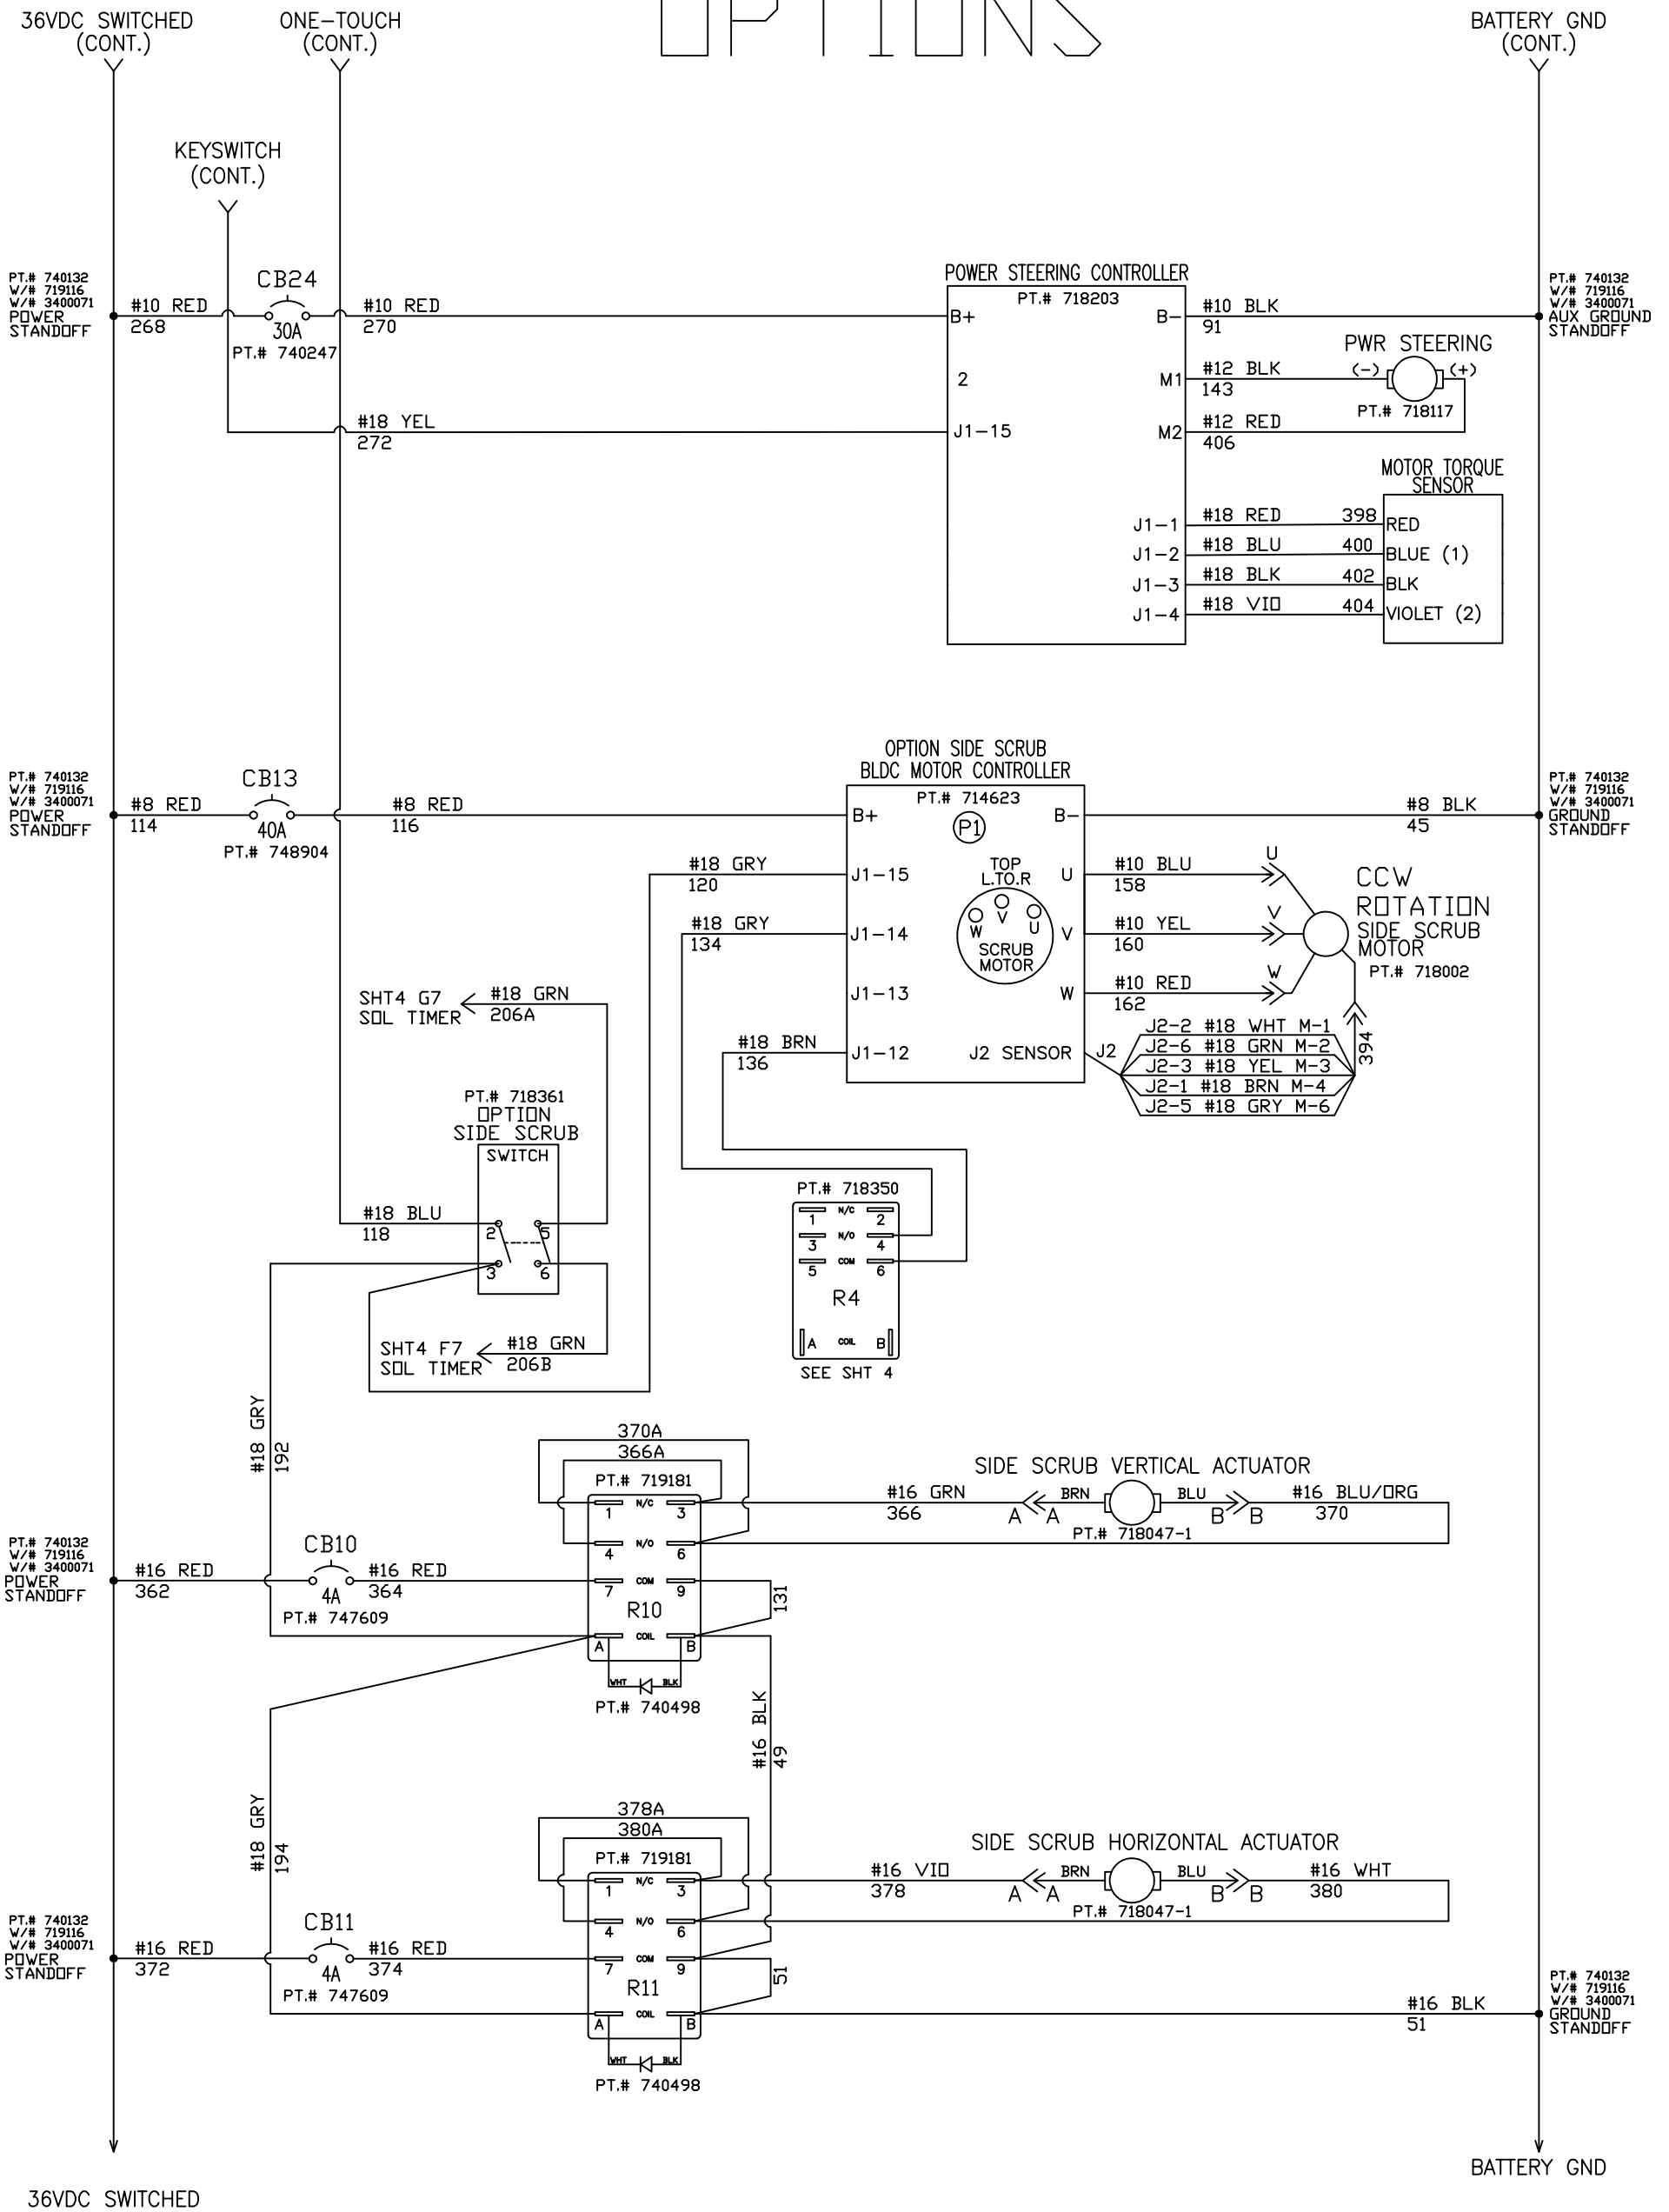 OPTIONS
36VDC SWITCHED
(CONT.)
ONE-TOUCH
(CONT.)
BATTERY GND
(CONT.)
KEYSWITCH
(CONT.)
PT.# 740132
W/# 719116
W/# 3400071
POWER
STANDOFF
#10 RED
268
CB24
30A
PT.# 740247
#10 RED
270
#18 YEL
272
POWER STEERING CONTROLLER
PT.# 718203
B+
2
J1-15
B-
M1
M2
J1-1
J1-2
J1-3
J1-4
#10 BLK
91
#12 BLK
143
#12 RED
406
PWR STEERING
(-)
(+)
PT.# 718117
MOTOR TORQUE
SENSOR
#18 RED 398 RED
#18 BLU 400 BLUE (1)
#18 BLK 402 BLK
#18 VIO 404 VIOLET (2)
PT.# 740132
W/# 719116
W/# 3400071
AUX GROUND
STANDOFF
PT.# 740132
W/# 719116
W/# 3400071
POWER
STANDOFF
#8 RED
114
CB13
40A
PT.# 748904
#8 RED
116
OPTION SIDE SCRUB
BLDC MOTOR CONTROLLER
PT.# 714623
P1
B+
B-
J1-15
J1-14
J1-13
J1-12
TOP
L.TO.R
W
V
U
SCRUB
MOTOR
U
V
W
J2 SENSOR
#8 BLK
45
PT.# 740132
W/# 719116
W/# 3400071
GROUND
STANDOFF
#18 GRY
120
#18 GRY
134
#18 BRN
136
#10 BLU
158
U
#10 YEL
160
V
#10 RED
162
W
CCW
ROTATION
SIDE SCRUB
MOTOR
PT.# 718002
J2
J2-2 #18 WHT M-1
J2-6 #18 GRN M-2
J2-3 #18 YEL M-3
J2-1 #18 BRN M-4
J2-5 #18 GRY M-6
394
SHT4 G7
SOL TIMER
#18 GRN
206A
PT.# 718361
OPTION
SIDE SCRUB
SWITCH
#18 BLU
118
2
5
3
6
SHT4 F7
SOL TIMER
#18 GRN
206B
PT.# 718350
1 N/C 2
3 N/O 4
5 COM 6
R4
A COIL B
SEE SHT 4
#18 GRY
192
370A
366A
PT.# 719181
1 N/C 3
4 N/O 6
7 COM 9
R10
A COIL B
WHT BLK
PT.# 740498
131
SIDE SCRUB VERTICAL ACTUATOR
#16 GRN
366
A A
BRN
BLU
B B
#16 BLU/ORG
370
PT.# 718047-1
PT.# 740132
W/# 719116
W/# 3400071
POWER
STANDOFF
#16 RED
362
CB10
4A
PT.# 747609
#16 RED
364
#16 BLK
49
#18 GRY
194
378A
380A
PT.# 719181
1 N/C 3
4 N/O 6
7 COM 9
R11
A COIL B
WHT BLK
PT.# 740498
51
SIDE SCRUB HORIZONTAL ACTUATOR
#16 VIO
378
A A
BRN
BLU
B B
#16 WHT
380
PT.# 718047-1
PT.# 740132
W/# 719116
W/# 3400071
POWER
STANDOFF
#16 RED
372
CB11
4A
PT.# 747609
#16 RED
374
#16 BLK
51
PT.# 740132
W/# 719116
W/# 3400071
GROUND
STANDOFF
BATTERY GND
36VDC SWITCHED